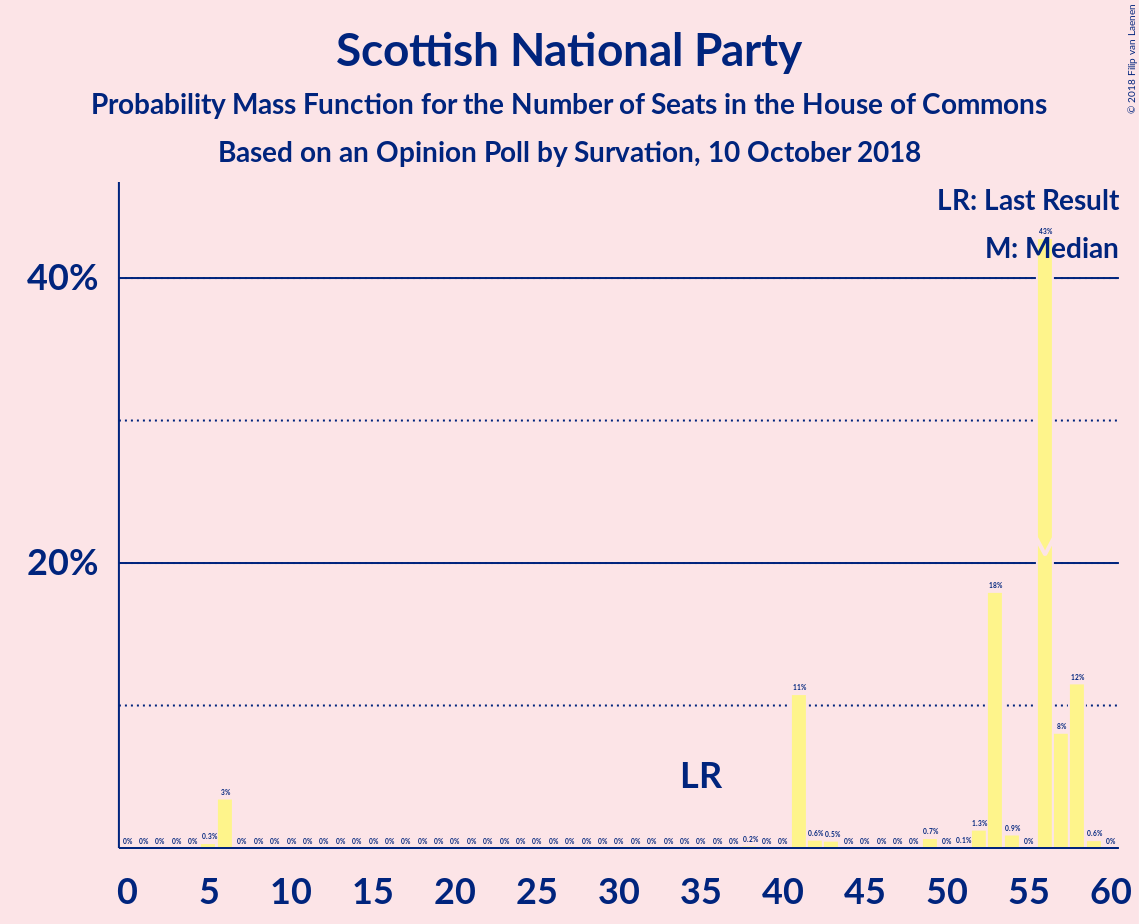 Scottish National Party
Probability Mass Function for the Number of Seats in the House of Commons
Based on an Opinion Poll by Survation, 10 October 2018
© 2018 Filip van Laenen
LR: Last Result
M: Median
40%
20%
43%
M
18%
12%
11%
8%
LR
3%
0% 0% 0% 0% 0% 0.3% 0% 0% 0% 0% 0% 0% 0% 0% 0% 0% 0% 0% 0% 0% 0% 0% 0% 0% 0% 0% 0% 0% 0% 0% 0% 0% 0% 0% 0% 0% 0% 0.2% 0% 0% 0.6% 0.5% 0% 0% 0% 0% 0% 0.7% 0% 0.1% 1.3% 0.9% 0% 0.6% 0%
0 5 10 15 20 25 30 35 40 45 50 55 60